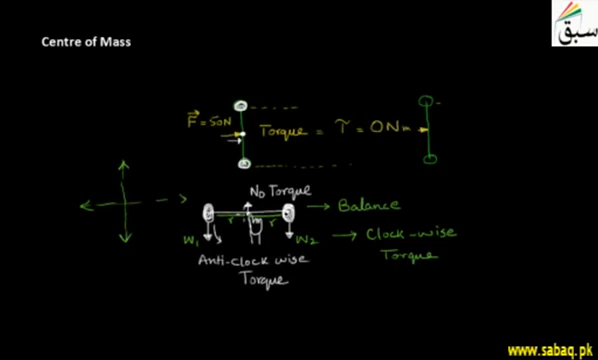 Centre of Mass
سبق
F = 50N
Torque = τ = 0Nm
No Torque
r r
Balance
W1 W2
Clock-wise
Torque
Anti-clock wise
Torque
www.sabaq.pk